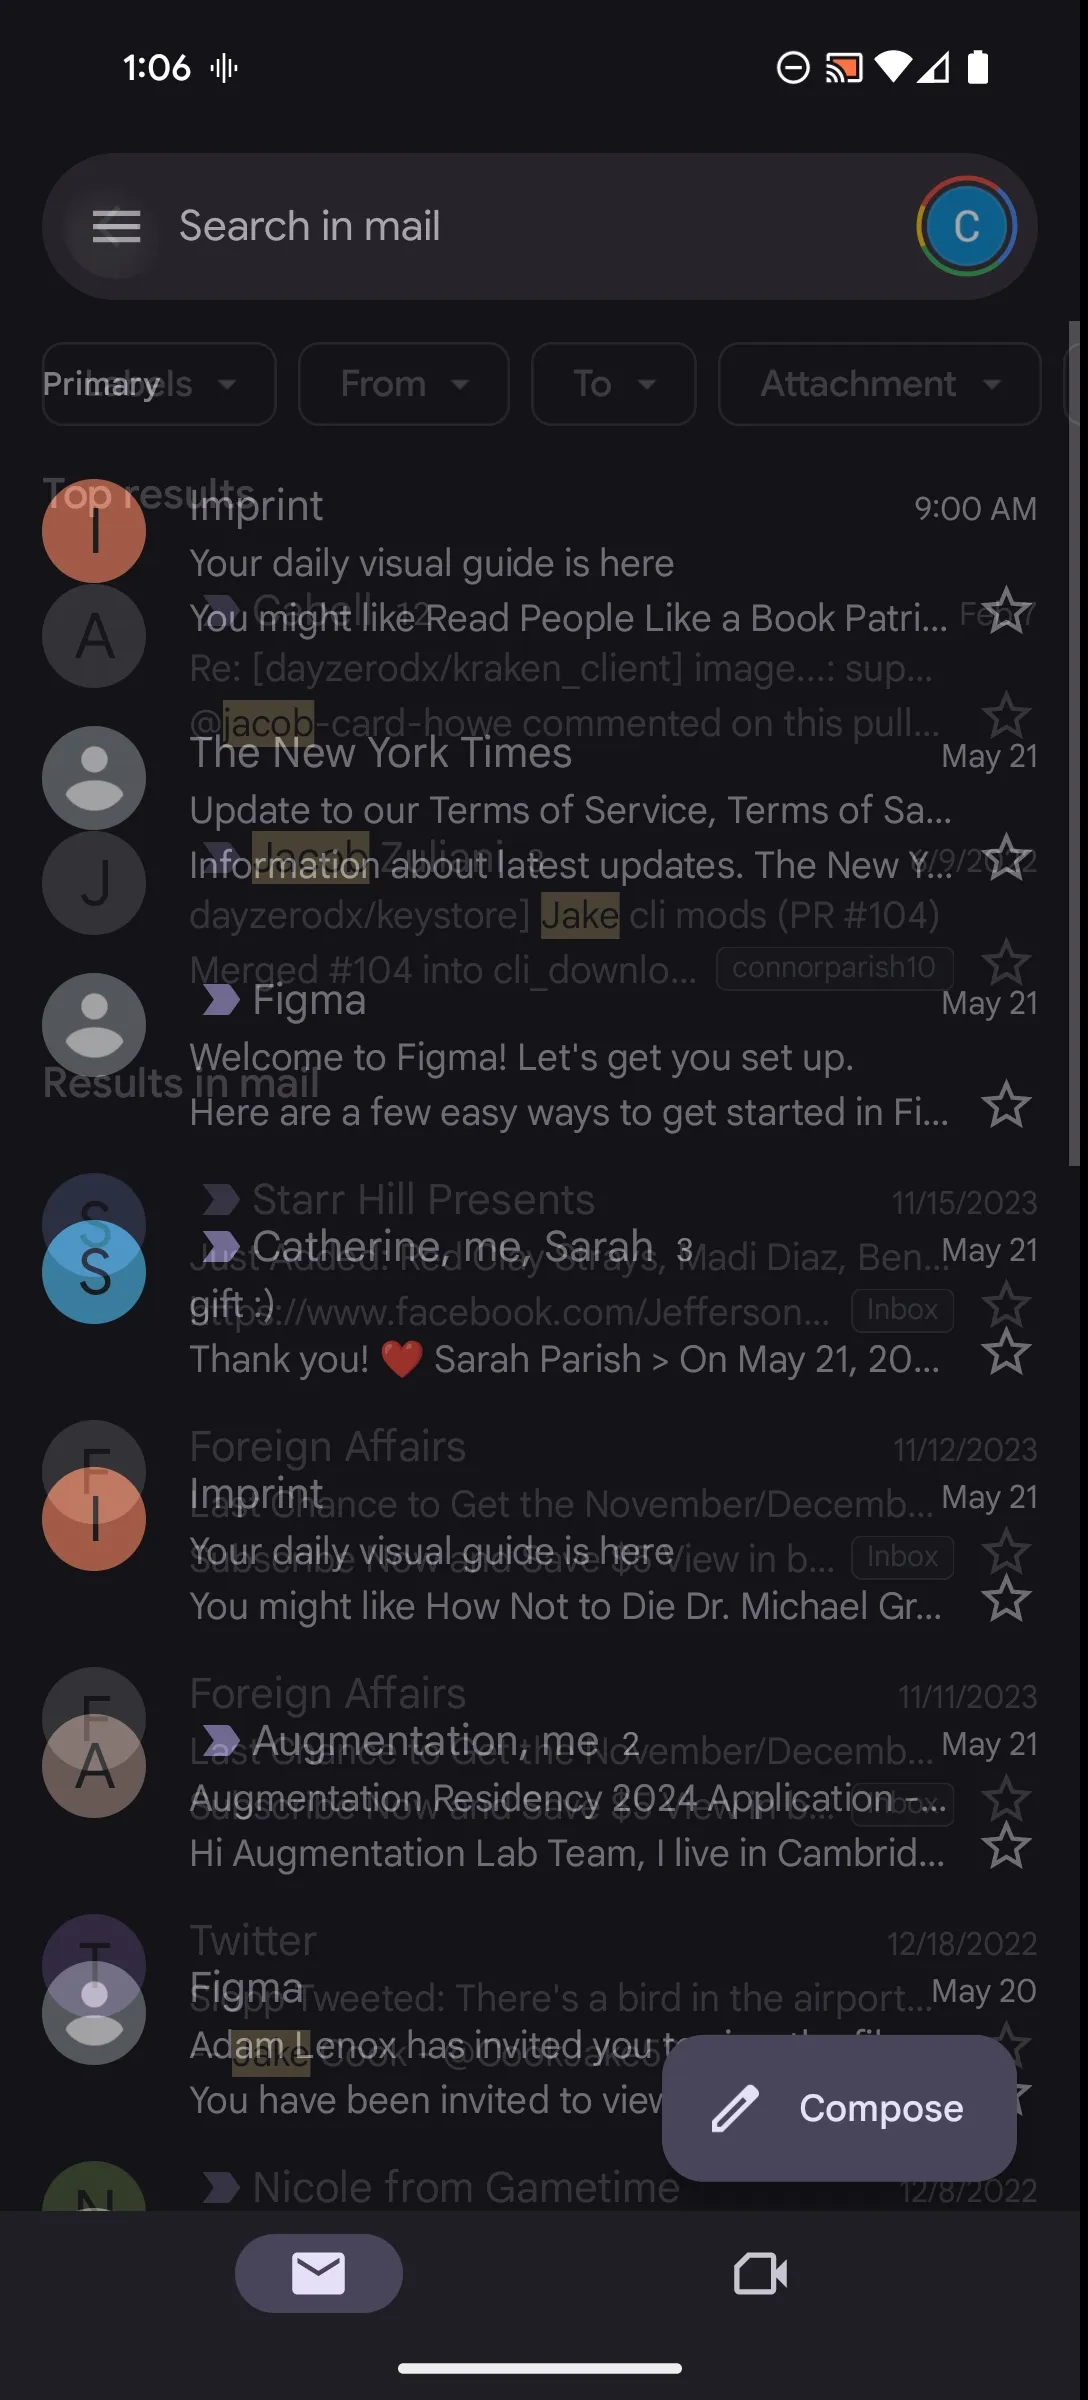 1:06
Search in mail
C
Primary
Labels
From
To
Attachment
Top results
I
Imprint
9:00 AM
Your daily visual guide is here
You might like Read People Like a Book Patri...
A
Cabell 12
Feb 7
Re: [dayzerodx/kraken_client] image...: sup...
@jacob-card-howe commented on this pull...
The New York Times
May 21
Update to our Terms of Service, Terms of Sa...
Information about latest updates. The New Y...
J
Jacob Zuliani
/9/2022
dayzerodx/keystore] Jake cli mods (PR #104)
Merged #104 into cli_downlo...
connorparish10
Figma
May 21
Welcome to Figma! Let's get you set up.
Results in mail
Here are a few easy ways to get started in Fi...
S
Starr Hill Presents
11/15/2023
S
Catherine, me, Sarah 3
May 21
Just Added: Red Clay Strays, Madi Diaz, Ben...
gift :)
https://www.facebook.com/Jefferson...
Inbox
Thank you! ❤️ Sarah Parish > On May 21, 20...
F
Foreign Affairs
11/12/2023
I
Imprint
May 21
Last Chance to Get the November/Decemb...
Your daily visual guide is here
Subscribe Now and Save $5 View in b...
Inbox
You might like How Not to Die Dr. Michael Gr...
F
Foreign Affairs
11/11/2023
A
Augmentation, me 2
May 21
Last Chance to Get the November/Decemb...
Augmentation Residency 2024 Application -...
Subscribe Now and Save $5 View in b...
Inbox
Hi Augmentation Lab Team, I live in Cambrid...
T
Twitter
12/18/2022
Figma
May 20
Tweeted: There's a bird in the airport...
Adam Lenox has invited you to
Jake
You have been invited to view
Compose
N
Nicole from Gametime
12/8/2022